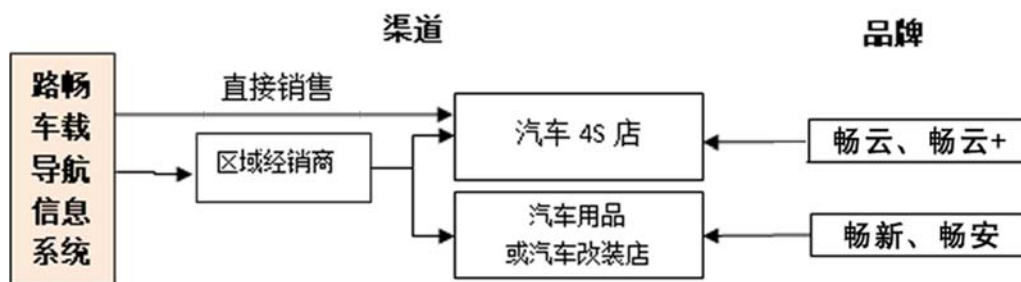 渠道
品牌
路畅
车载
导航
信息
系统
直接销售
区域经销商
汽车 4S 店
汽车用品
或汽车改装店
畅云、畅云+
畅新、畅安